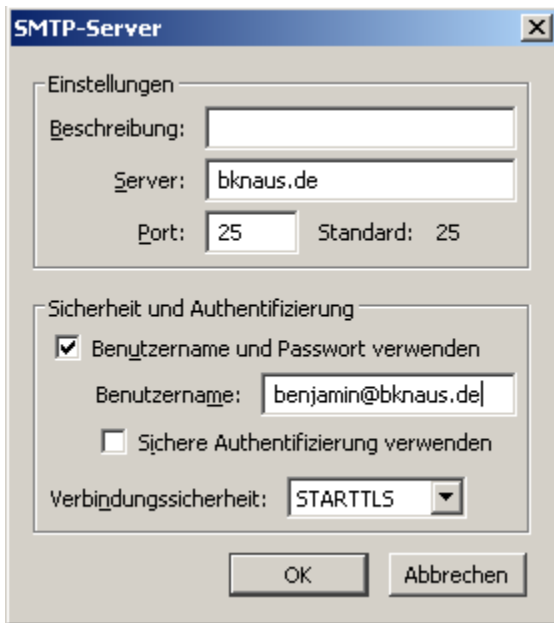 SMTP-Server
Einstellungen
Beschreibung:
Server: bknaus.de
Port: 25 Standard: 25
Sicherheit und Authentifizierung
Benutzername und Passwort verwenden
Benutzername: benjamin@bknaus.de
Sichere Authentifizierung verwenden
Verbindungssicherheit: STARTTLS
OK Abbrechen